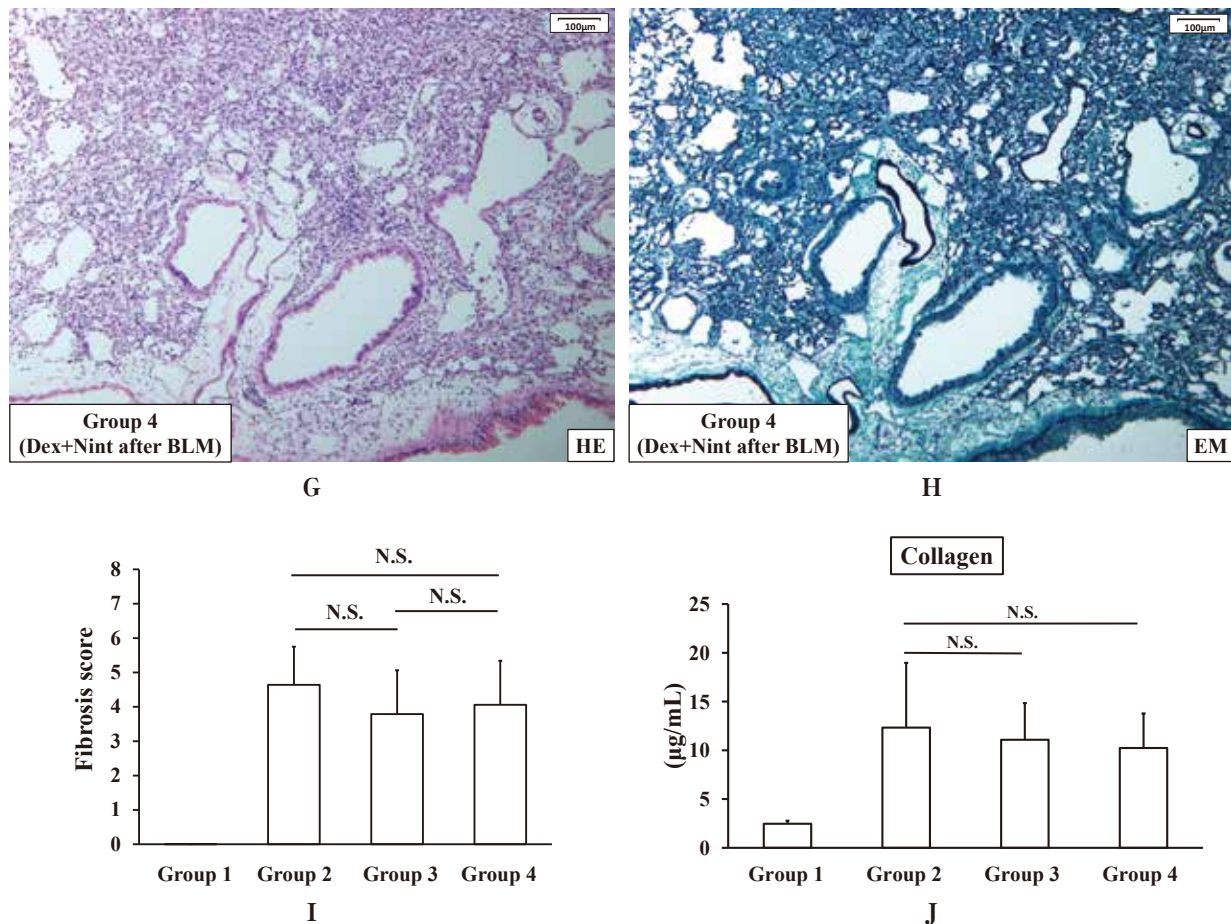 100μm
100μm
Group 4
(Dex+Nint after BLM)
HE
Group 4
(Dex+Nint after BLM)
EM
G
H
N.S.
N.S.
N.S.
Fibrosis score
8
7
6
5
4
3
2
1
0
Group 1
Group 2
Group 3
Group 4
I
Collagen
N.S.
N.S.
(μg/mL)
25
20
15
10
5
0
Group 1
Group 2
Group 3
Group 4
J